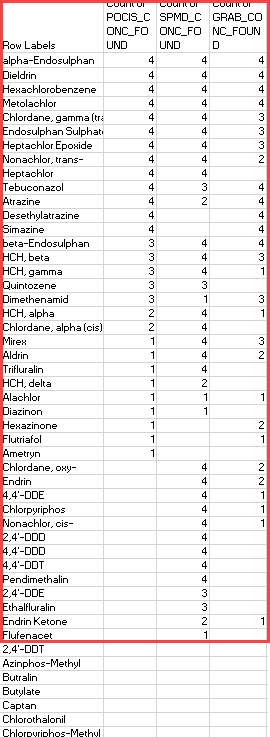 Count of Count of Count of
POCIS_C SPMD_C GRAB_CO
ONC_FO ONC_FO NC_FOUN
Row Labels UND UND D
alpha-Endosulphan 4 4 4
Dieldrin 4 4 4
Hexachlorobenzene 4 4 4
Metolachlor 4 4 4
Chlordane, gamma (tra 4 4 3
Endosulphan Sulphat 4 4 3
Heptachlor Epoxide 4 4 3
Nonachlor, trans- 4 4 2
Heptachlor 4 4
Tebuconazol 4 3 4
Atrazine 4 2 4
Desethylatrazine 4 4
Simazine 4 4
beta-Endosulphan 3 4 4
HCH, beta 3 4 3
HCH, gamma 3 4 1
Quintozene 3 3
Dimethenamid 3 1 3
HCH, alpha 2 4 1
Chlordane, alpha (cis) 2 4
Mirex 1 4 3
Aldrin 1 4 2
Trifluralin 1 4
HCH, delta 1 2
Alachlor 1 1 1
Diazinon 1 1
Hexazinone 1 2
Flutriafol 1 1
Ametryn 1
Chlordane, oxy- 4 2
Endrin 4 2
4,4'-DDE 4 1
Chlorpyriphos 4 1
Nonachlor, cis- 4 1
2,4'-DDD 4
4,4'-DDD 4
4,4'-DDT 4
Pendimethalin 4
2,4'-DDE 3
Ethalfluralin 3
Endrin Ketone 2 1
Flufenacet 1
2,4'-DDT
Azinphos-Methyl
Butralin
Butylate
Captan
Chlorothalonil
Chlorpyriphos-Methyl